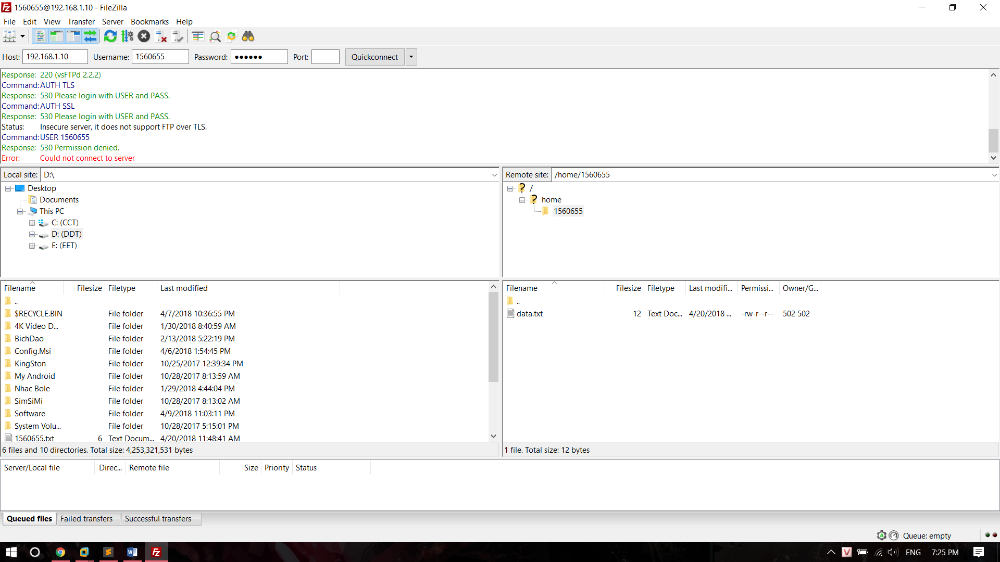 1560655@192.168.1.10 - FileZilla
File Edit View Transfer Server Bookmarks Help
Host: 192.168.1.10 Username: 1560655 Password: ●●●●●● Port: Quickconnect
Response: 220 (vsFTPd 2.2.2)
Command: AUTH TLS
Response: 530 Please login with USER and PASS.
Command: AUTH SSL
Response: 530 Please login with USER and PASS.
Status: Insecure server, it does not support FTP over TLS.
Command: USER 1560655
Response: 530 Permission denied.
Error: Could not connect to server
Local site: D:\
Desktop
Documents
This PC
C: (CCT)
D: (DDT)
E: (EET)
Remote site: /home/1560655
/
home
1560655
Filename Filesize Filetype Last modified
..
$RECYCLE.BIN File folder 4/7/2018 10:36:55 PM
4K Video D... File folder 1/30/2018 8:40:59 AM
BichDao File folder 2/13/2018 5:22:19 PM
Config.Msi File folder 4/6/2018 1:54:45 PM
KingSton File folder 10/25/2017 12:39:34 PM
My Android File folder 10/28/2017 8:13:59 AM
Nhac Bole File folder 1/29/2018 4:44:04 PM
SimSiMi File folder 10/28/2017 8:13:02 AM
Software File folder 4/9/2018 11:03:11 PM
System Volu... File folder 10/28/2017 5:15:01 PM
1560655.txt 6 Text Docum... 4/20/2018 11:48:41 AM
6 files and 10 directories. Total size: 4,253,321,531 bytes
Filename Filesize Filetype Last modifi... Permissi... Owner/G...
..
data.txt 12 Text Doc... 4/20/2018 ... -rw-r--r-- 502 502
1 file. Total size: 12 bytes
Server/Local file Direc... Remote file Size Priority Status
Queued files Failed transfers Successful transfers
Queue: empty
ENG 7:25 PM